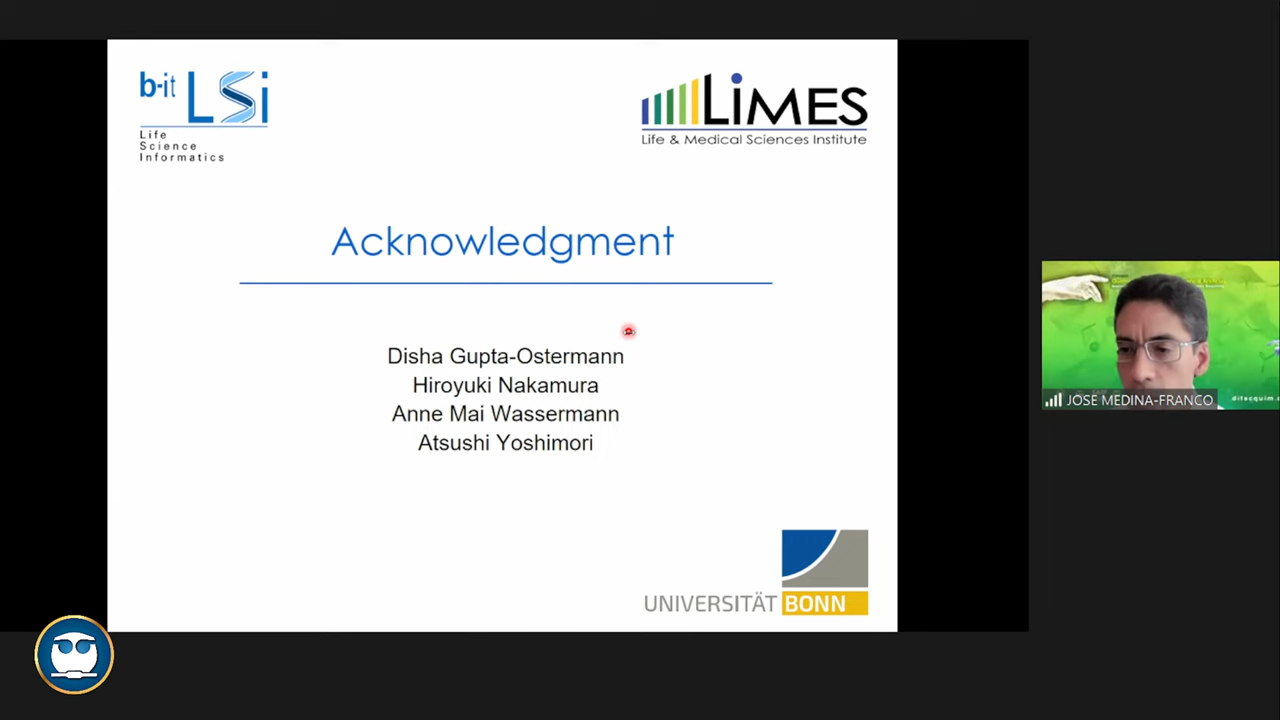 b-it LSi
Life
Science
Informatics
LiMES
Life & Medical Sciences Institute
Acknowledgment
Disha Gupta-Ostermann
Hiroyuki Nakamura
Anne Mai Wassermann
Atsushi Yoshimori
UNIVERSITÄT BONN
JOSE MEDINA-FRANCO